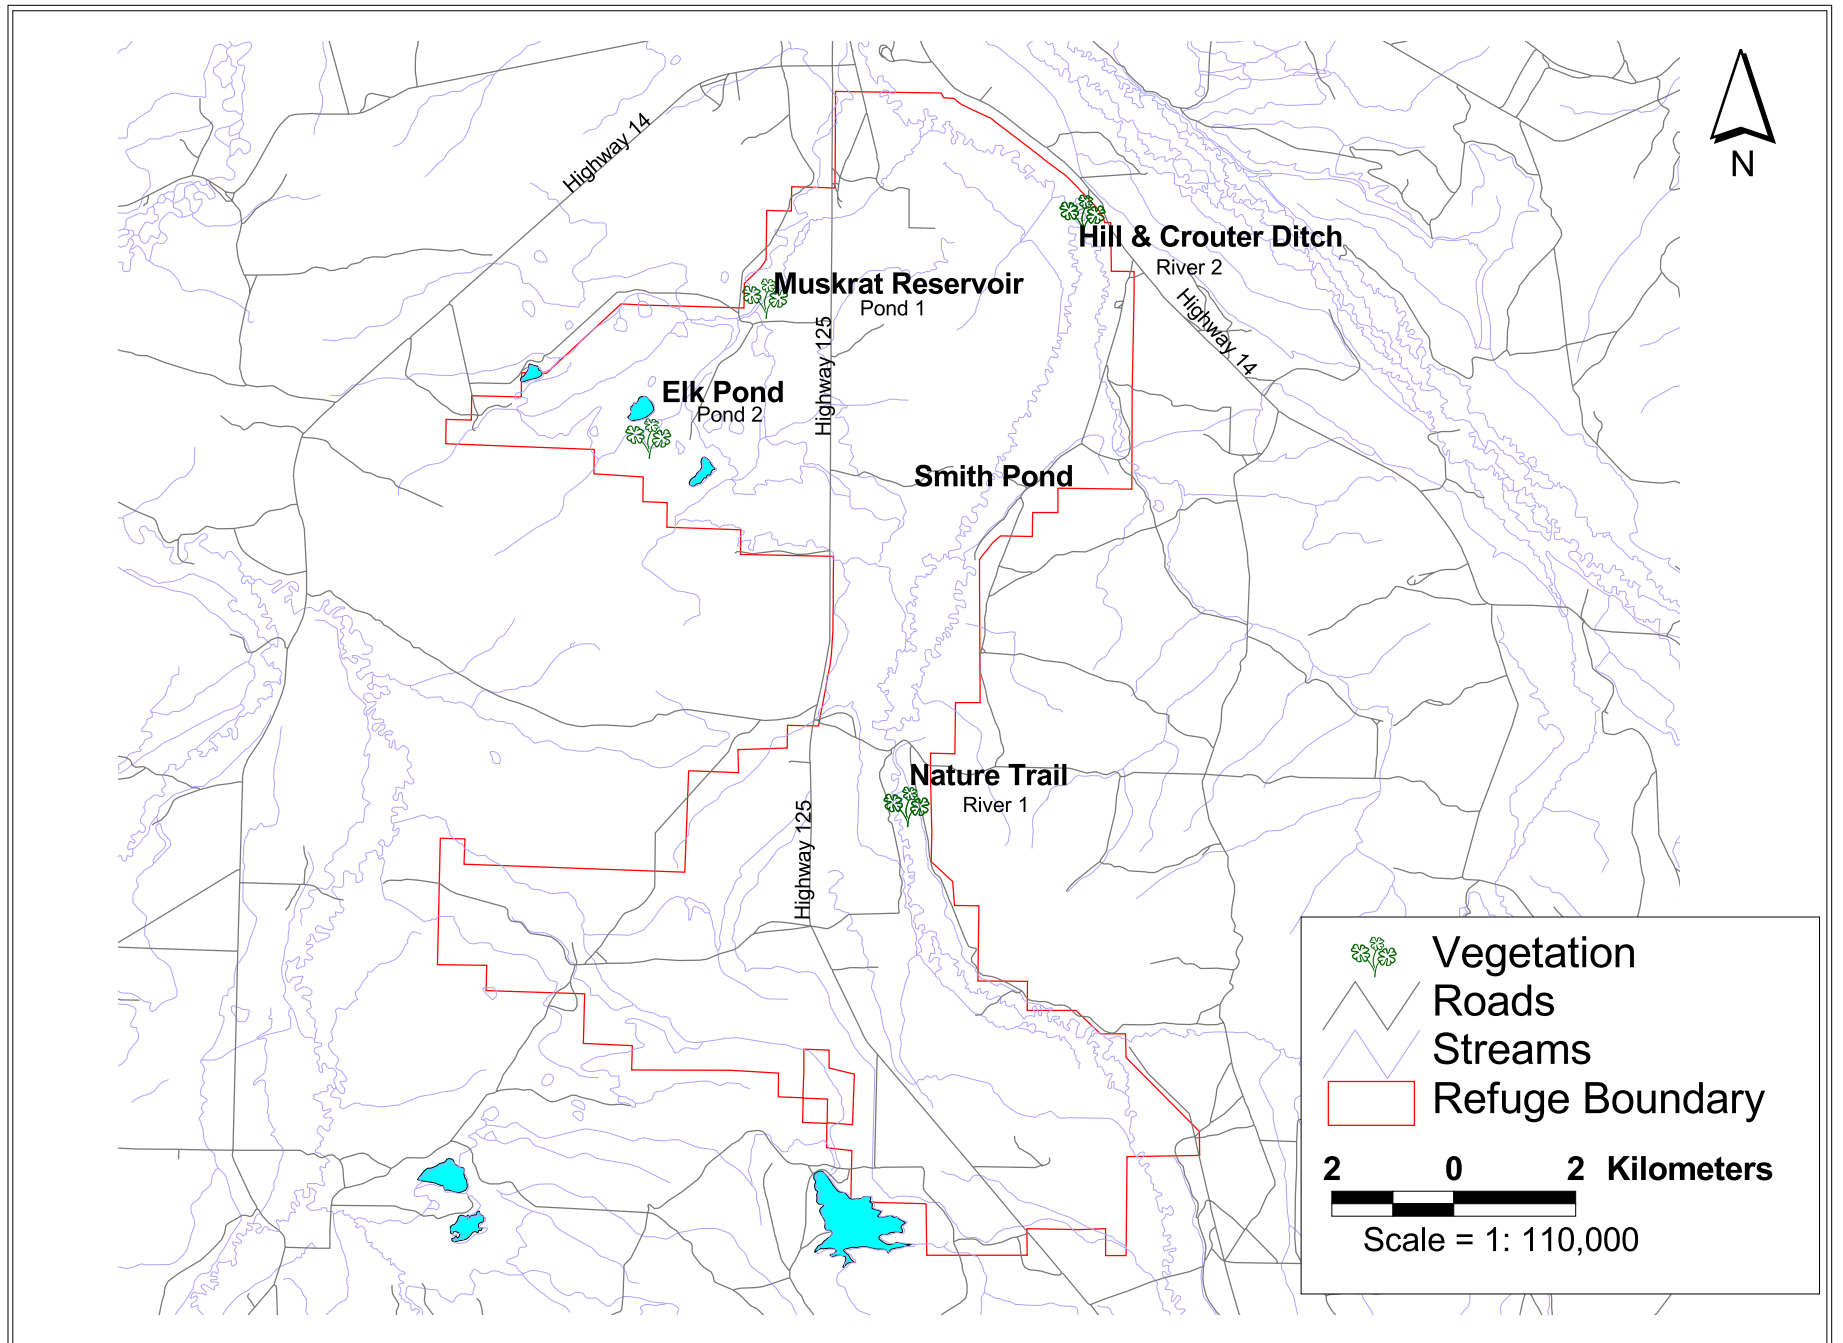 Highway 14
N
Hill & Crouter Ditch
River 2
Muskrat Reservoir
Pond 1
Highway 14
Highway 125
Elk Pond
Pond 2
Smith Pond
Nature Trail
River 1
Highway 125
Vegetation
Roads
Streams
Refuge Boundary
2 0 2 Kilometers
Scale = 1: 110,000